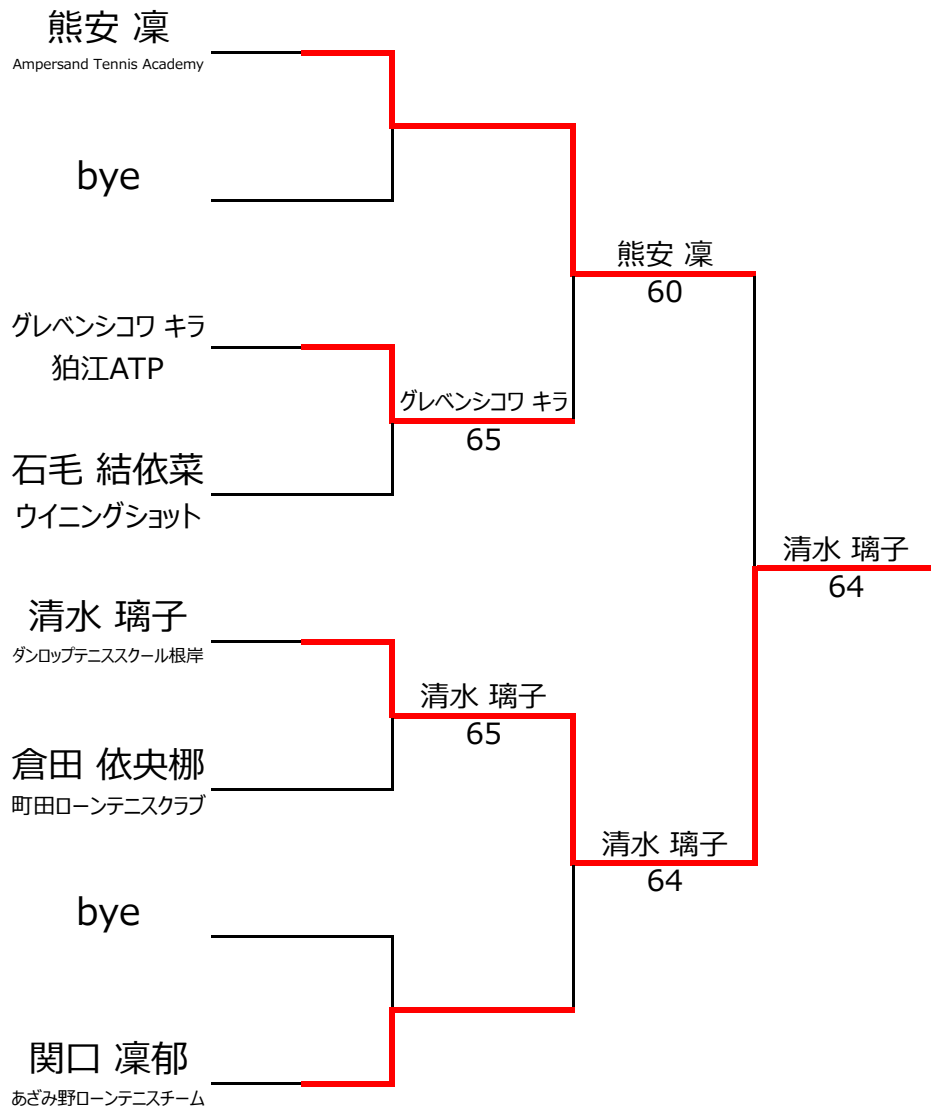 熊安 凜
Ampersand Tennis Academy
bye
熊安 凜
60
グレベンシコワ キラ
狛江ATP
グレベンシコワ キラ
65
石毛 結依菜
ウイニングショット
清水 璃子
64
清水 璃子
ダンロップテニススクール根岸
清水 璃子
65
倉田 依央梛
町田ローンテニスクラブ
清水 璃子
64
bye
関口 凜郁
あざみ野ローンテニスチーム